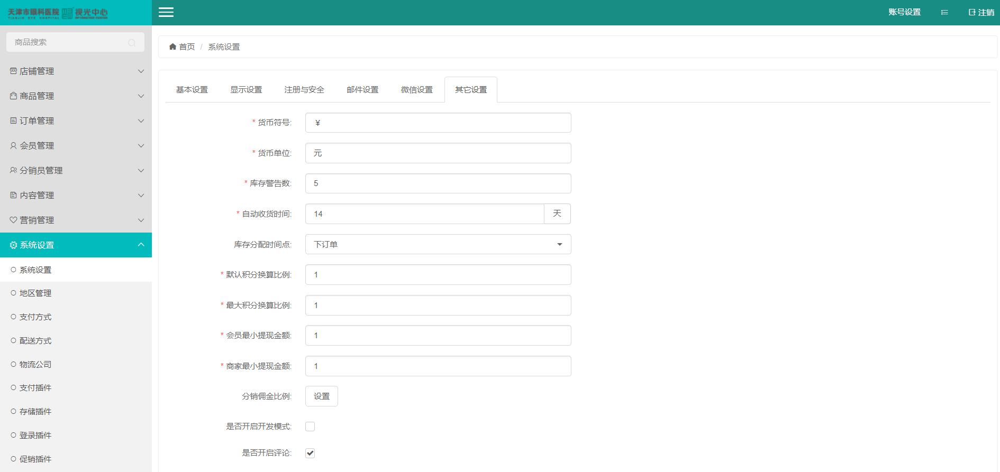 天津市眼科医院 视光中心
TIANJIN EYE HOSPITAL OPTOMETRIC CENTER
账号设置
注销
商品搜索
店铺管理
商品管理
订单管理
会员管理
分销员管理
内容管理
营销管理
系统设置
系统设置
地区管理
支付方式
配送方式
物流公司
支付插件
存储插件
登录插件
促销插件
首页 / 系统设置
基本设置 显示设置 注册与安全 邮件设置 微信设置 其它设置
* 货币符号: ¥
* 货币单位: 元
* 库存警告数: 5
* 自动收货时间: 14 天
库存分配时间点: 下订单
* 默认积分换算比例: 1
* 最大积分换算比例: 1
* 会员最小提现金额: 1
* 商家最小提现金额: 1
分销佣金比例: 设置
是否开启开发模式:
是否开启评论: